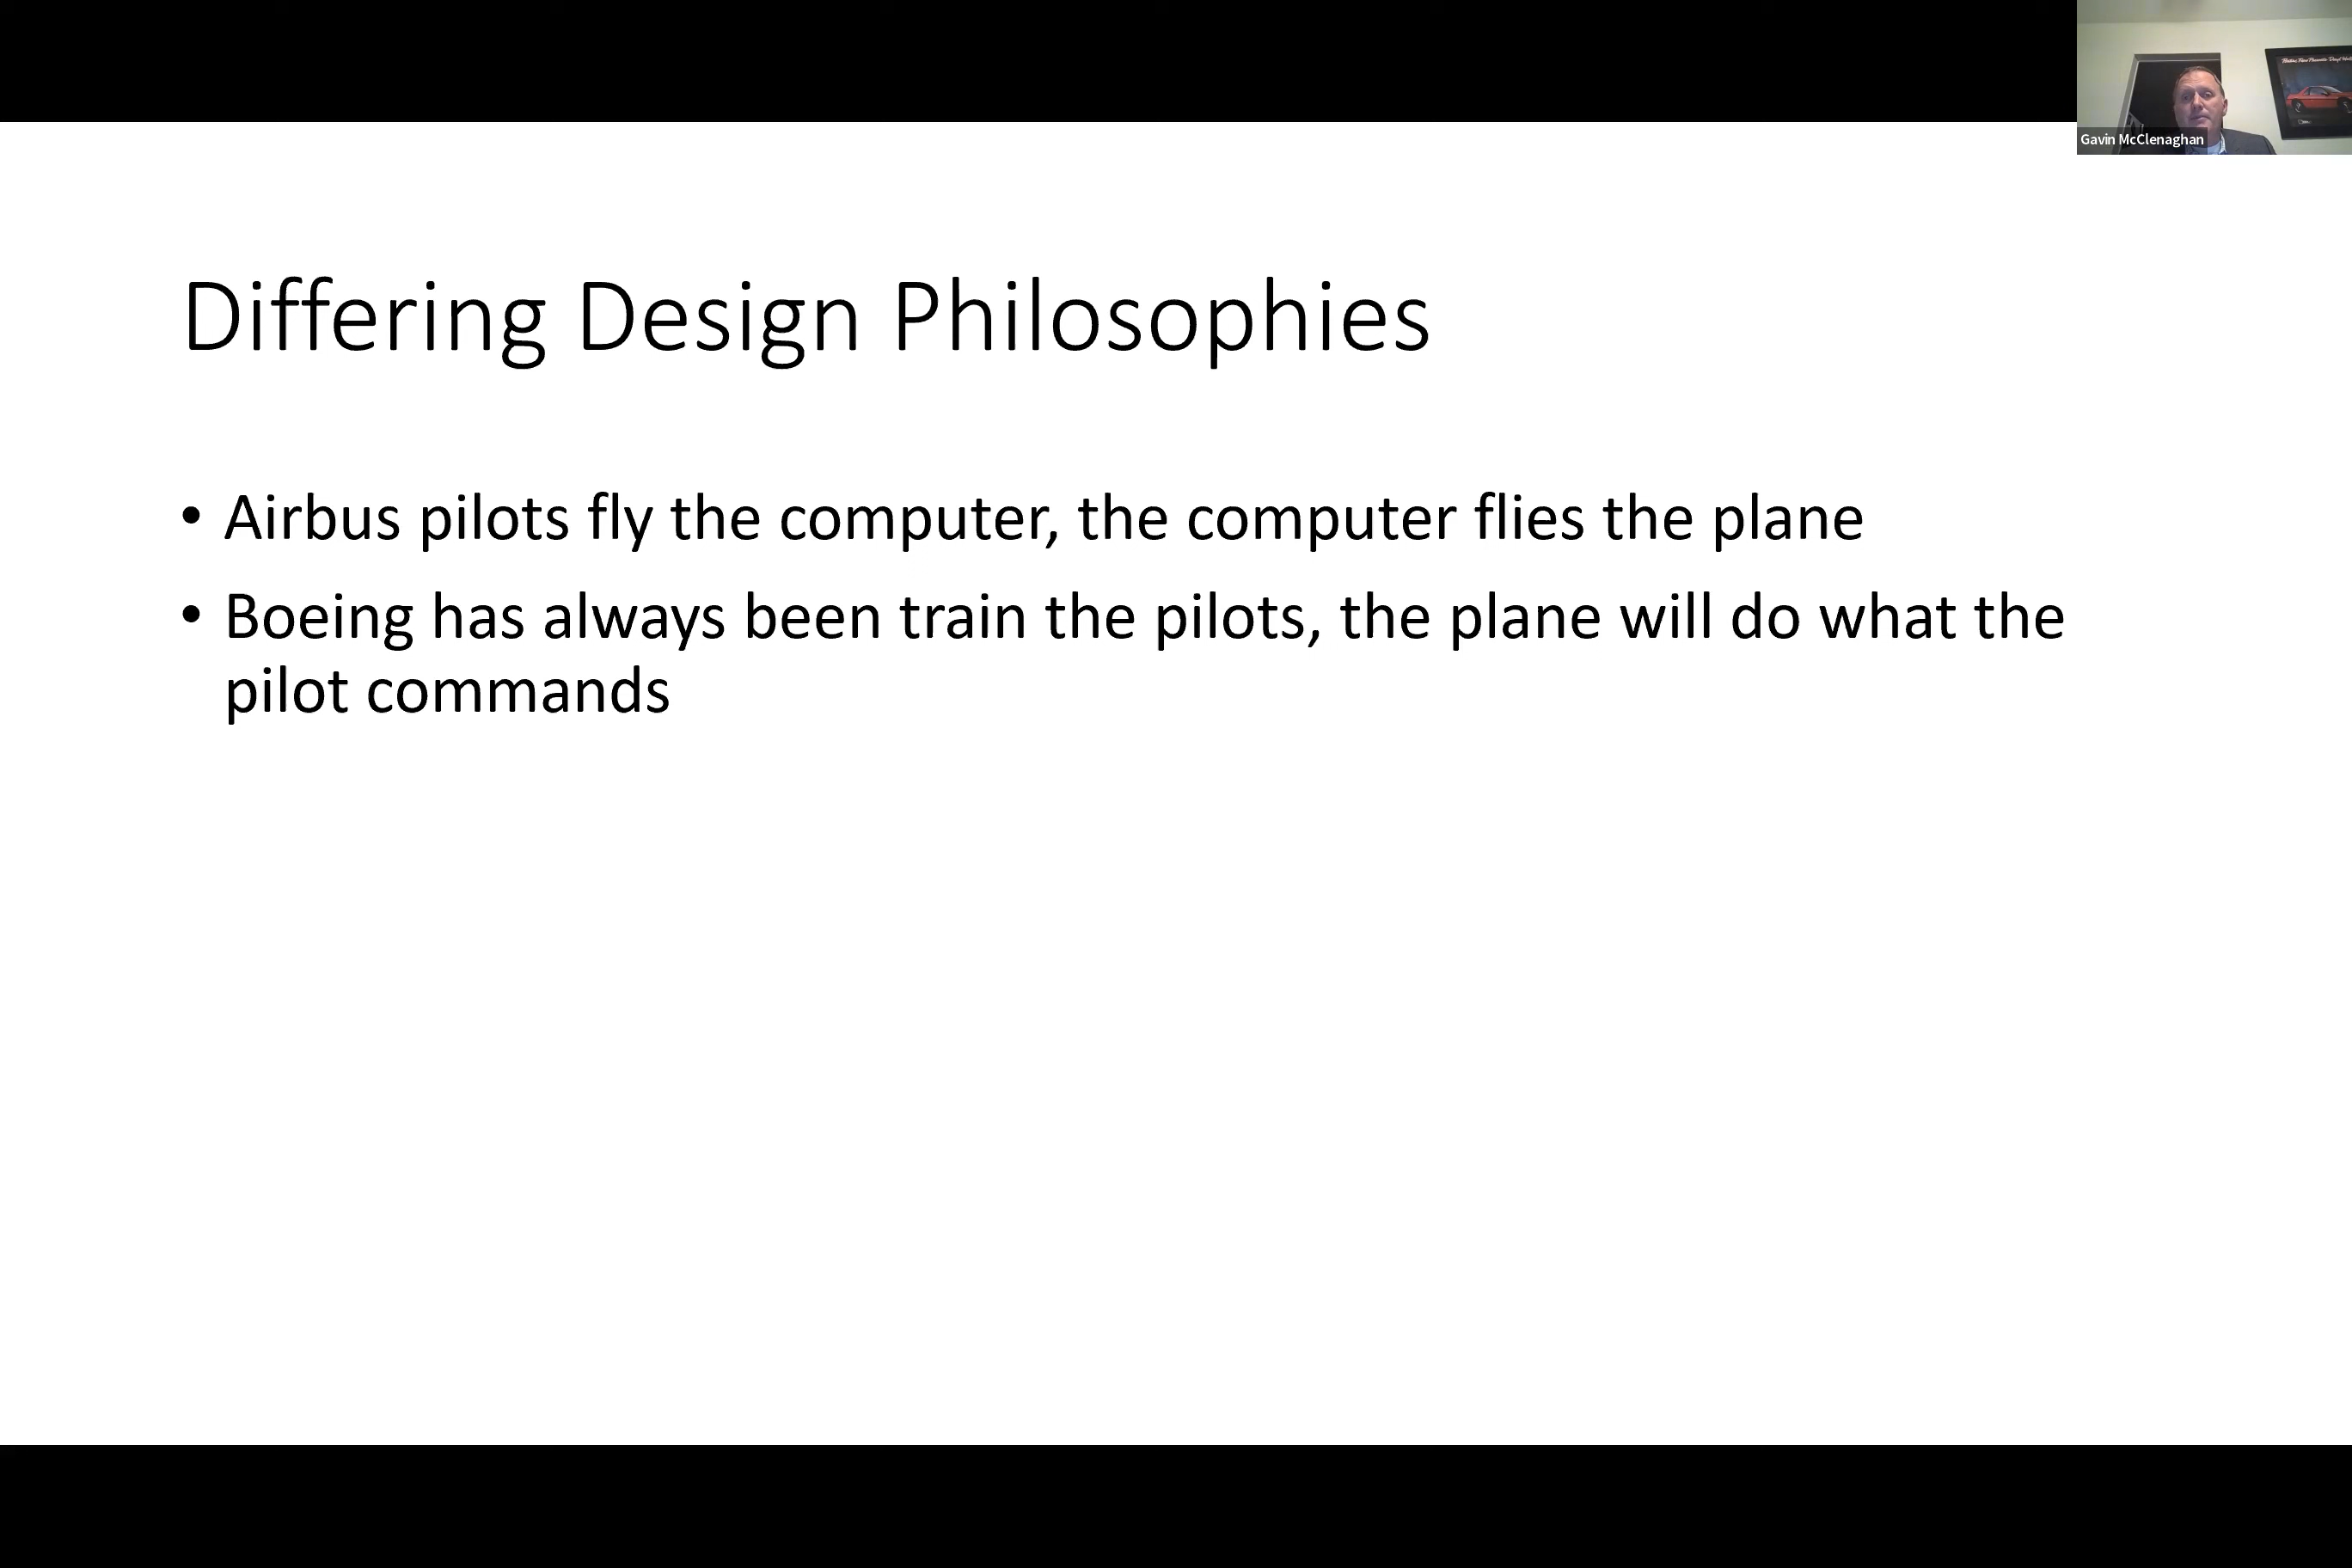 Gavin McClenaghan
Differing Design Philosophies
• Airbus pilots fly the computer, the computer flies the plane
• Boeing has always been train the pilots, the plane will do what the
pilot commands